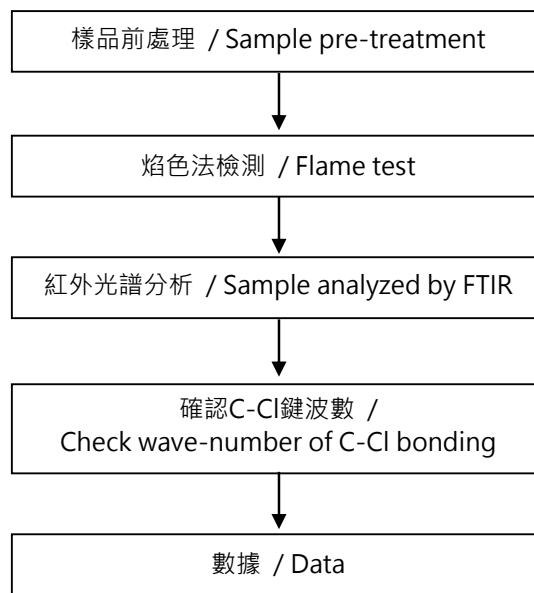 樣品前處理 / Sample pre-treatment
焰色法檢測 / Flame test
紅外光譜分析 / Sample analyzed by FTIR
確認C-Cl鍵波數 /
Check wave-number of C-Cl bonding
數據 / Data